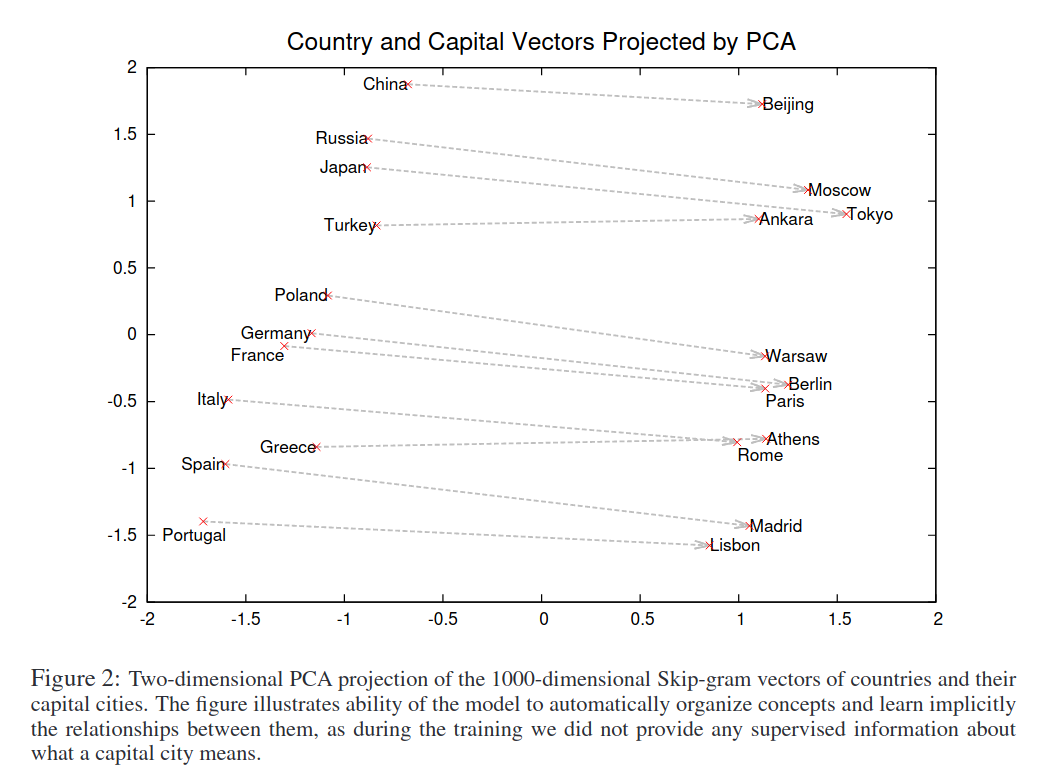 Country and Capital Vectors Projected by PCA
2
China
Beijing
1.5
Russia
Japan
Moscow
1
Tokyo
Ankara
Turkey
0.5
Poland
0
Germany
France
Warsaw
Berlin
-0.5
Italy
Paris
Athens
Greece
Rome
-1
Spain
Madrid
-1.5
Portugal
Lisbon
-2
-2 -1.5 -1 -0.5 0 0.5 1 1.5 2
Figure 2: Two-dimensional PCA projection of the 1000-dimensional Skip-gram vectors of countries and their
capital cities. The figure illustrates ability of the model to automatically organize concepts and learn implicitly
the relationships between them, as during the training we did not provide any supervised information about
what a capital city means.